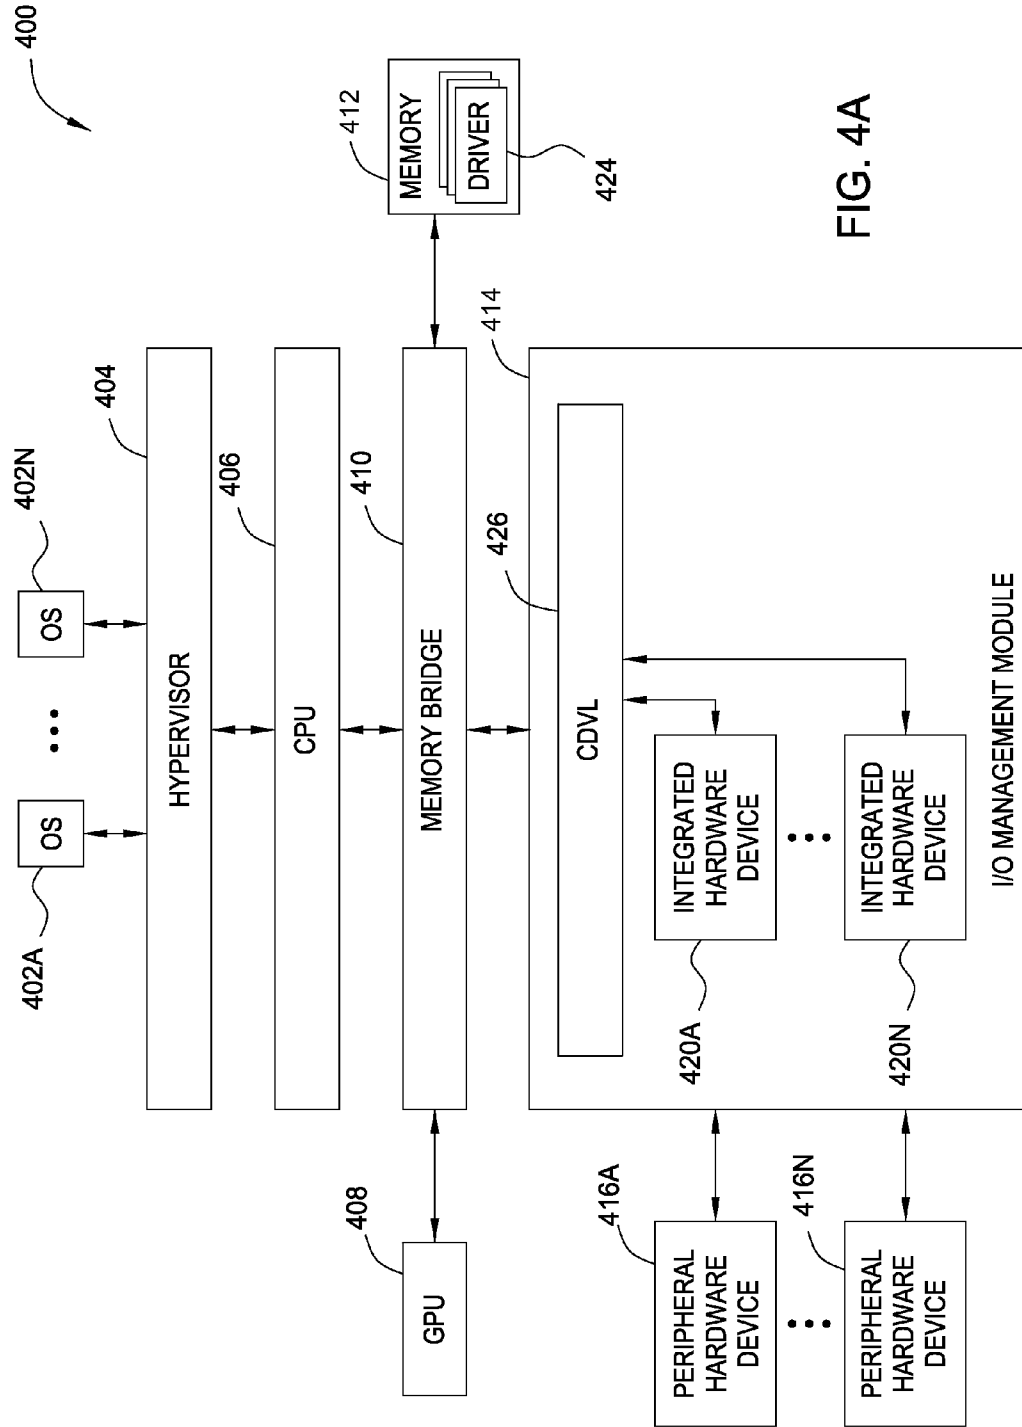 400
402A
OS
OS
402N
HYPERVISOR
404
CPU
406
408
GPU
MEMORY BRIDGE
410
412
MEMORY
DRIVER
424
414
CDVL
426
416A
PERIPHERAL
HARDWARE
DEVICE
416N
PERIPHERAL
HARDWARE
DEVICE
420A
INTEGRATED
HARDWARE
DEVICE
420N
INTEGRATED
HARDWARE
DEVICE
I/O MANAGEMENT MODULE
FIG. 4A